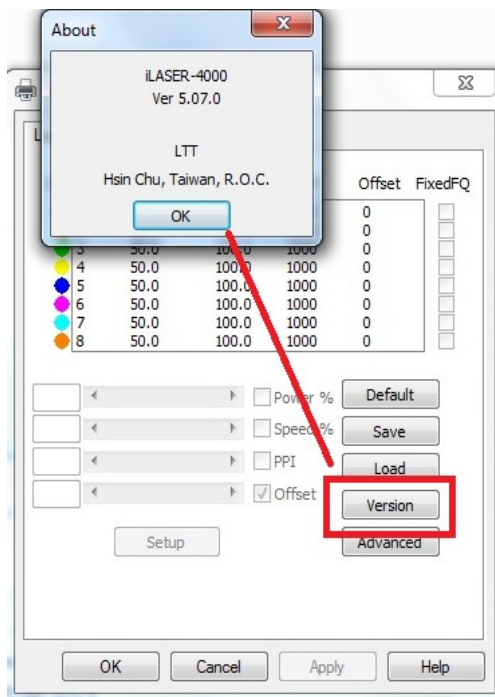 About
iLASER-4000
Ver 5.07.0
LTT
Hsin Chu, Taiwan, R.O.C.
OK
Offset FixedFQ
0
0
3 50.0 100.0 1000 0
4 50.0 100.0 1000 0
5 50.0 100.0 1000 0
6 50.0 100.0 1000 0
7 50.0 100.0 1000 0
8 50.0 100.0 1000 0
Power % Default
Speed % Save
PPI Load
Offset Version
Setup Advanced
OK Cancel Apply Help